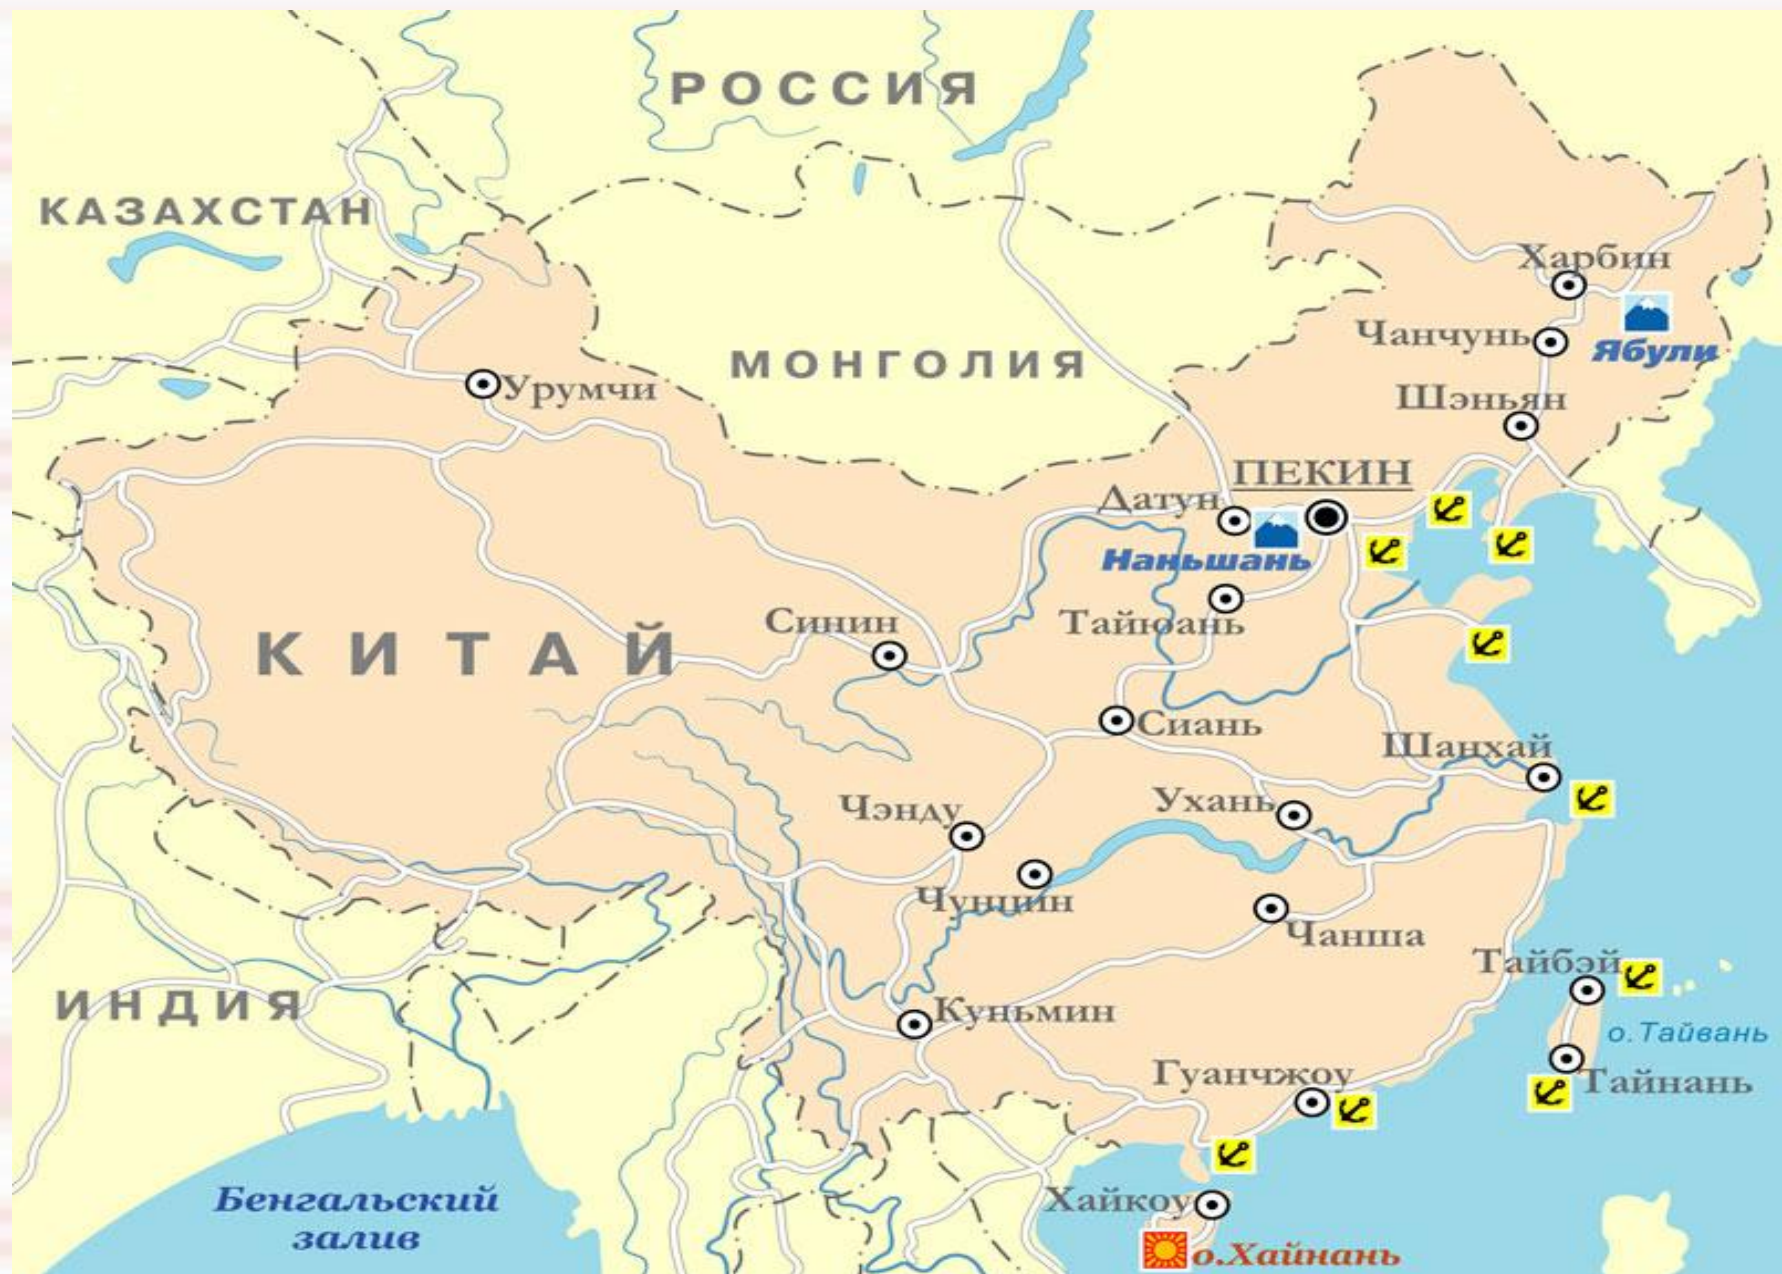 РОССИЯ
КАЗАХСТАН
Харбин
Чанчунь
Ябули
МОНГОЛИЯ
Урумчи
Шэньян
ПЕКИН
Датун
Наньшань
Тайюань
Синин
КИТАЙ
Сиань
Шанхай
Ухань
Чэнду
Чунцин
Чанша
Тайбэй
ИНДИЯ
Куньмин
о.Тайвань
Гуанчжоу
Тайнань
Бенгальский
залив
Хайкоу
о.Хайнань